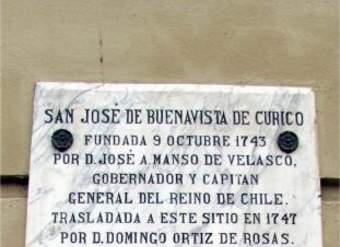 SAN JOSÉ DE BUENAVISTA DE CURICO
FUNDADA 9 OCTUBRE 1743
POR D. JOSÉ A MANSO DE VELASCO,
GOBERNADOR Y CAPITAN
GENERAL DEL REINO DE CHILE.
TRASLADADA A ESTE SITIO EN 1747
POR D. DOMINGO ORTIZ DE ROSAS.